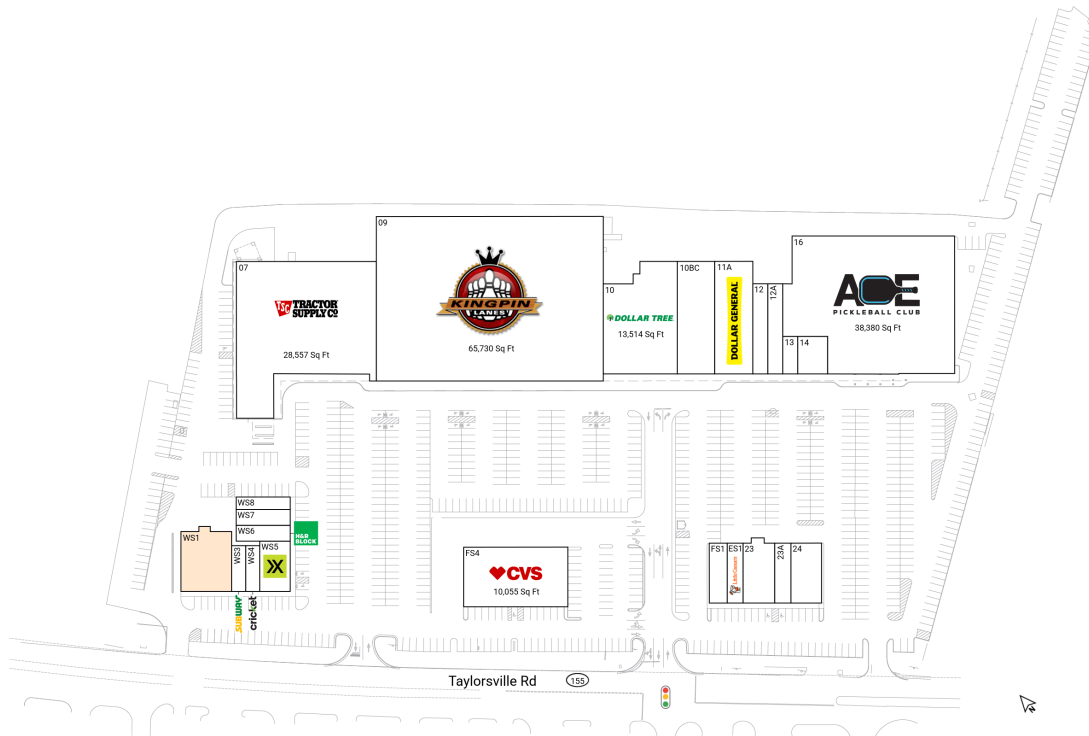 09
16
07
10BC
11A
TSC TRACTOR
SUPPLY CO
KINGPIN
LANES
10
12
12A
ACE
PICKLEBALL CLUB
DOLLAR TREE
DOLLAR GENERAL
13,514 Sq Ft
38,380 Sq Ft
28,557 Sq Ft
65,730 Sq Ft
13
14
WS8
WS7
WS6
H&R
BLOCK
WS1
WS3
WS4
WS5
FS4
CVS
10,055 Sq Ft
FS1
ES1
23
23A
24
Little Caesars
SUBWAY
cricket
Taylorsville Rd
155
N